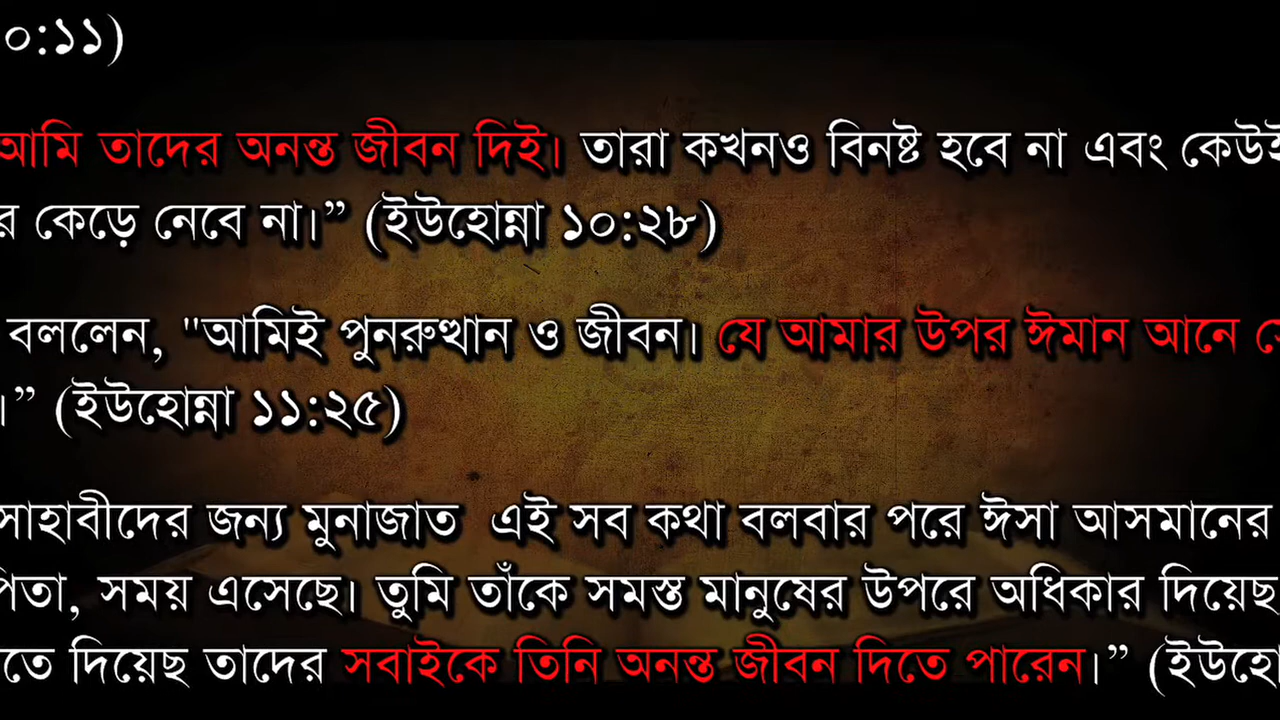 ০:১১)
আমি তাদের অনন্ত জীবন দিই। তারা কখনও বিনষ্ট হবে না এবং কেউই
র কেড়ে নেবে না।” (ইউহোন্না ১০:২৮)
বললেন, "আমিই পুনরুত্থান ও জীবন। যে আমার উপর ঈমান আনে
।” (ইউহোন্না ১১:২৫)
সাহাবীদের জন্য মুনাজাত এই সব কথা বলবার পরে ঈসা আসমানের
পিতা, সময় এসেছে। তুমি তাঁকে সমস্ত মানুষের উপরে অধিকার দিয়েছ
তে দিয়েছ তাদের সবাইকে তিনি অনন্ত জীবন দিতে পারেন।” (ইউহো